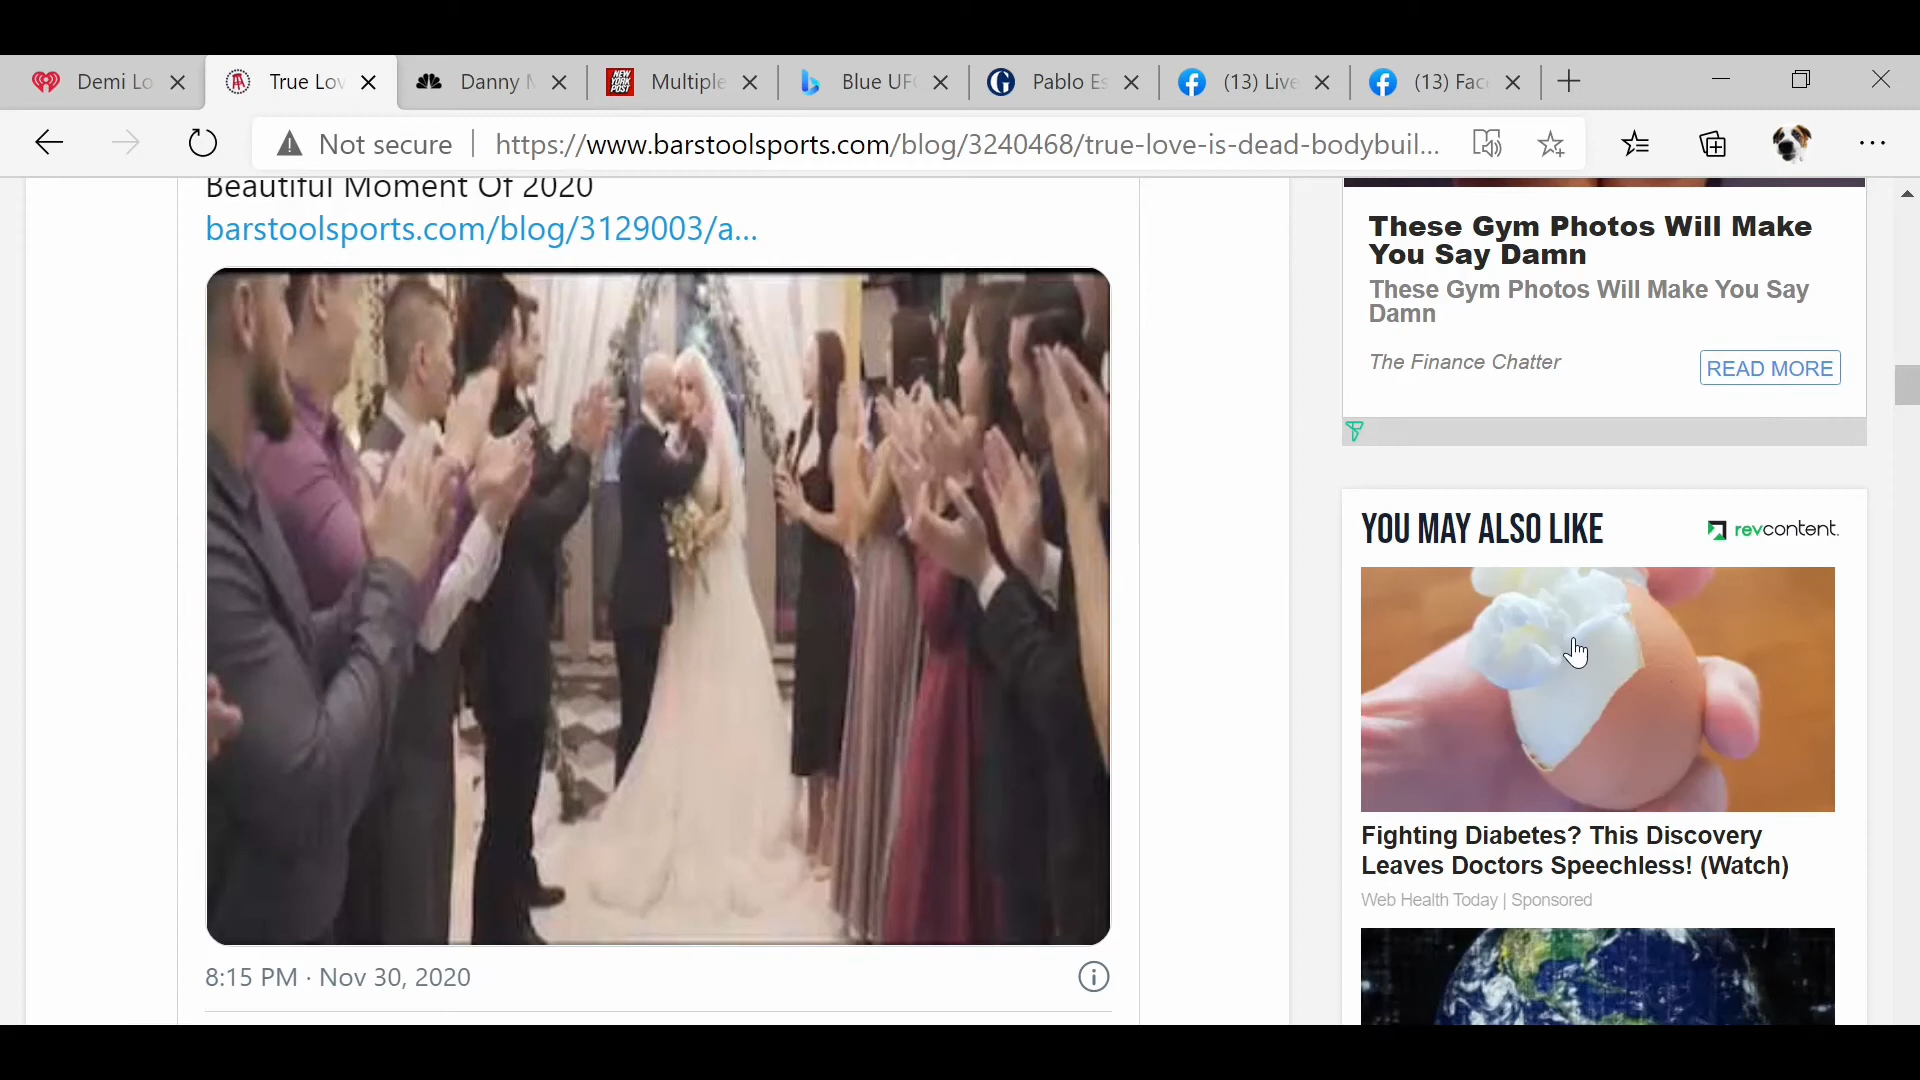 Demi Lo
True Lov
Danny M
Multiple
Blue UF
Pablo Es
(13) Live
(13) Fac
Not secure
https://www.barstoolsports.com/blog/3240468/true-love-is-dead-bodybuil...
Beautiful Moment Of 2020
barstoolsports.com/blog/3129003/a...
8:15 PM · Nov 30, 2020
These Gym Photos Will Make
You Say Damn
These Gym Photos Will Make You Say
Damn
The Finance Chatter
READ MORE
YOU MAY ALSO LIKE
revcontent.
Fighting Diabetes? This Discovery
Leaves Doctors Speechless! (Watch)
Web Health Today | Sponsored
NEW
YORK
POST